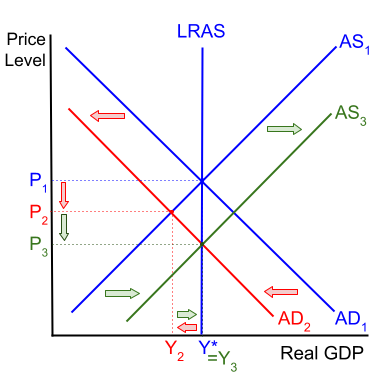 Price
Level
LRAS
AS1
AS3
P1
P2
P3
AD2
AD1
Y2
Y*
=Y3
Real GDP